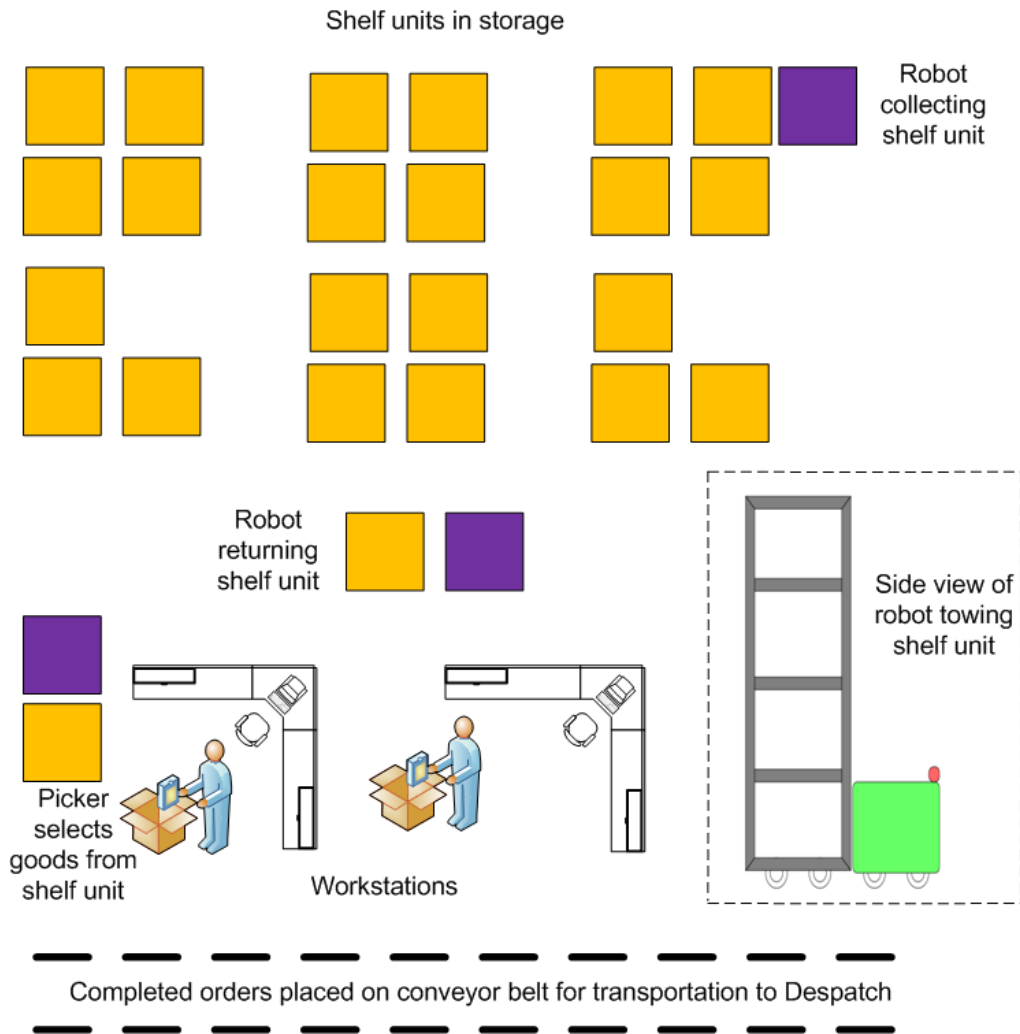 Shelf units in storage
Robot
collecting
shelf unit
Robot
returning
shelf unit
Side view of
robot towing
shelf unit
Picker
selects
goods from
shelf unit
Workstations
Completed orders placed on conveyor belt for transportation to Despatch